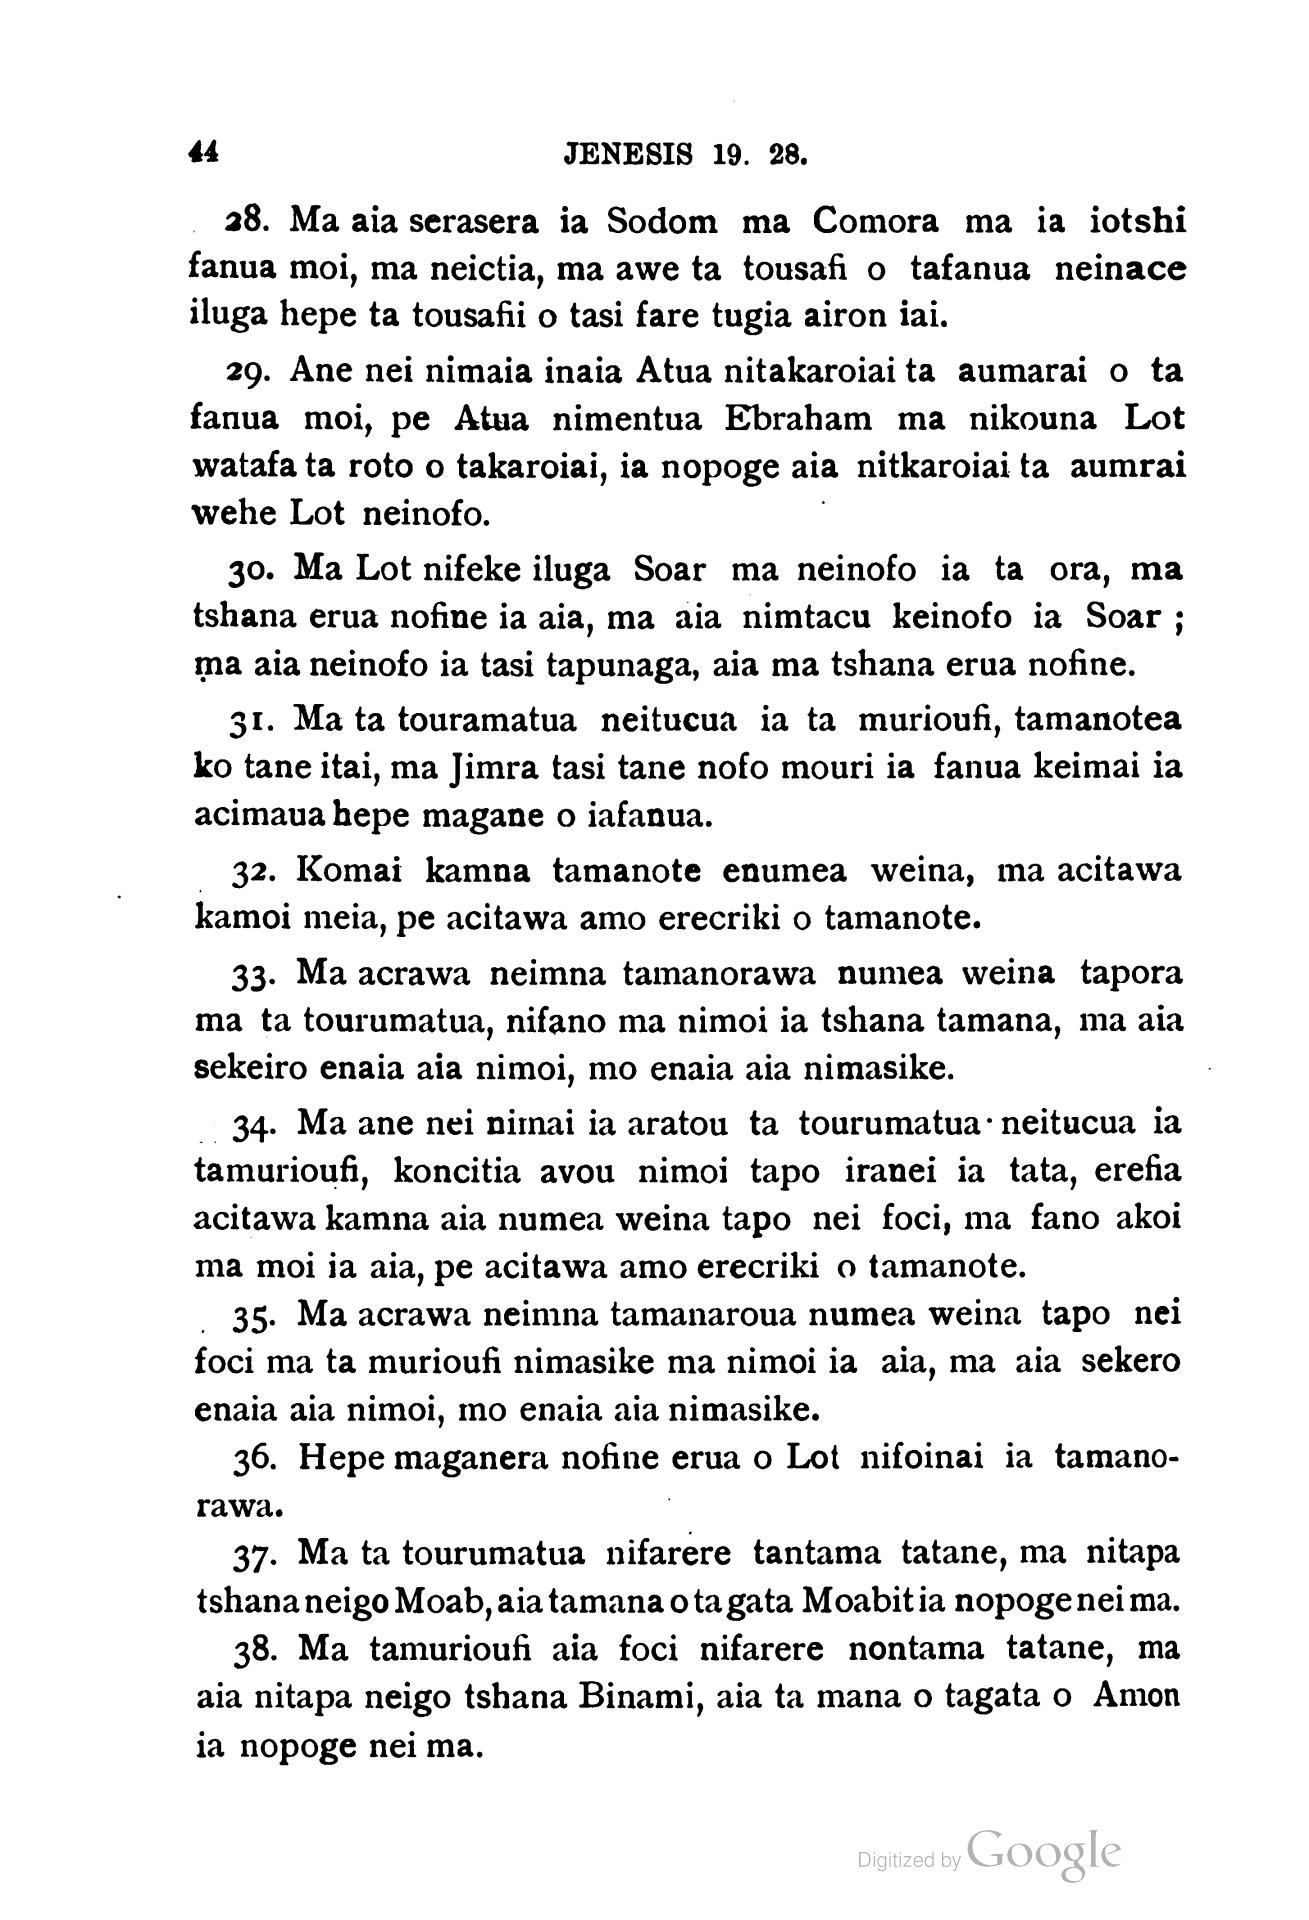 44 JENESIS 19. 28.
28. Ma aia serasera ia Sodom ma Comora ma ia iotshi
fanua moi, ma neictia, ma awe ta tousafi o tafanua neinace
iluga hepe ta tousafii o tasi fare tugia airon iai.
29. Ane nei nimaia inaia Atua nitakaroiai ta aumarai o ta
fanua moi, pe Atua nimentua Ebraham ma nikouna Lot
watafa ta roto o takaroiai, ia nopoge aia nitkaroiai ta aumrai
wehe Lot neinofo.
30. Ma Lot nifeke iluga Soar ma neinofo ia ta ora, ma
tshana erua nofine ia aia, ma aia nimtacu keinofo ia Soar ;
ma aia neinofo ia tasi tapunaga, aia ma tshana erua nofine.
31. Ma ta touramatua neitucua ia ta murioufi, tamanotea
ko tane itai, ma Jimra tasi tane nofo mouri ia fanua keimai ia
acimaua hepe magane o iafanua.
32. Komai kamna tamanote enumea weina, ma acitawa
kamoi meia, pe acitawa amo erecriki o tamanote.
33. Ma acrawa neimna tamanorawa numea weina tapora
ma ta tourumatua, nifano ma nimoi ia tshana tamana, ma aia
sekeiro enaia aia nimoi, mo enaia aia nimasike.
34. Ma ane nei nimai ia aratou ta tourumatua neitucua ia
tamurioufi, koncitia avou nimoi tapo iranei ia tata, erefia
acitawa kamna aia numea weina tapo nei foci, ma fano akoi
ma moi ia aia, pe acitawa amo erecriki o tamanote.
35. Ma acrawa neimna tamanaroua numea weina tapo nei
foci ma ta murioufi nimasike ma nimoi ia aia, ma aia sekero
enaia aia nimoi, mo enaia aia nimasike.
36. Hepe maganera nofine erua o Lot nifoinai ia tamano-
rawa.
37. Ma ta tourumatua nifarere tantama tatane, ma nitapa
tshana neigo Moab, aia tamana o ta gata Moabit ia nopoge nei ma.
38. Ma tamurioufi aia foci nifarere nontama tatane, ma
aia nitapa neigo tshana Binami, aia ta mana o tagata o Amon
ia nopoge nei ma.
Digitized by Google